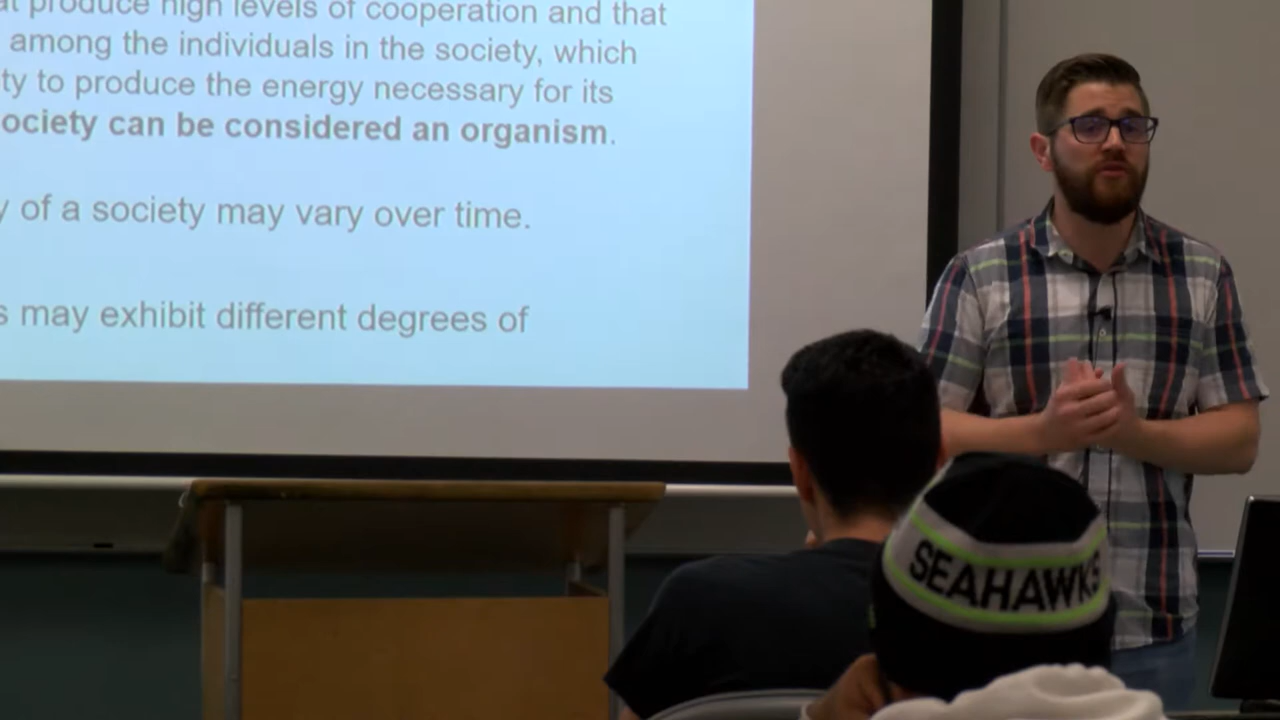 produce high levels of cooperation and that
among the individuals in the society, which
ty to produce the energy necessary for its
ociety can be considered an organism.
y of a society may vary over time.
s may exhibit different degrees of
SEAHAWKS